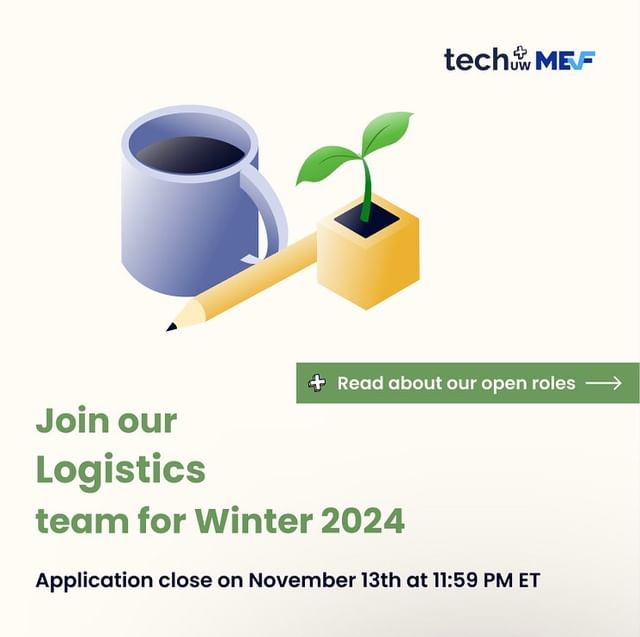 tech+UW MEF
Read about our open roles
Join our
Logistics
team for Winter 2024
Application close on November 13th at 11:59 PM ET